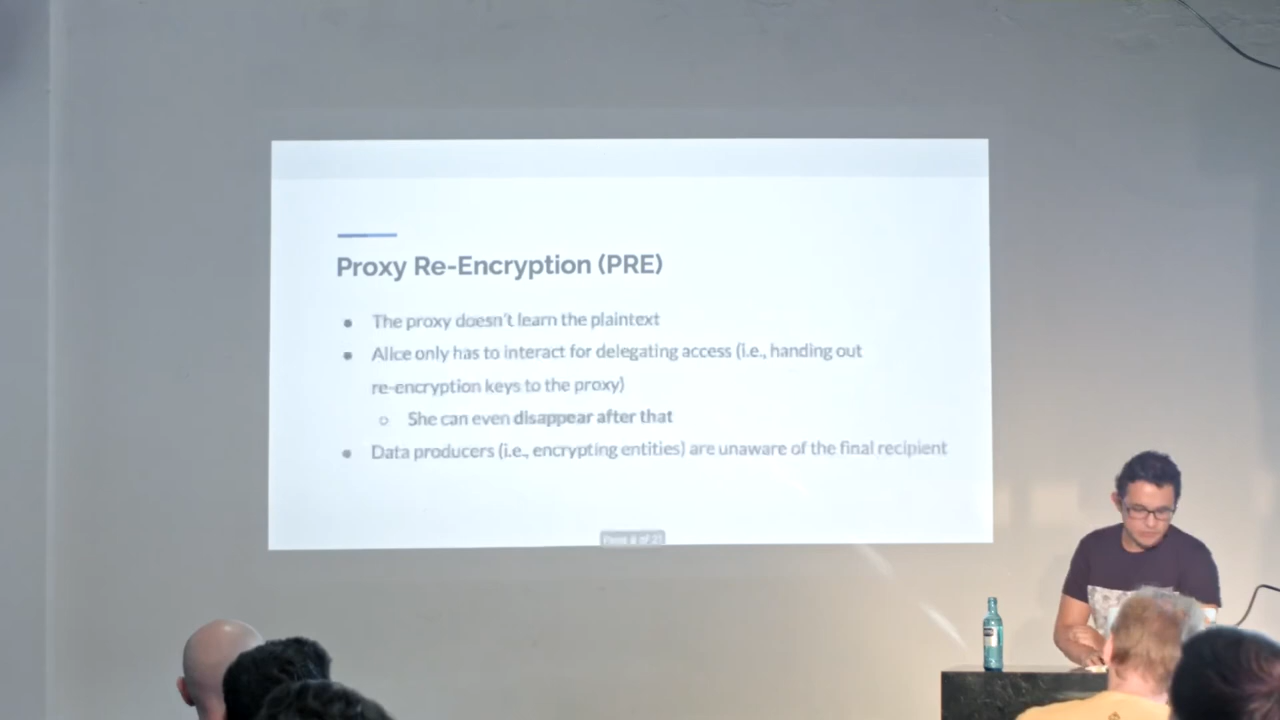 Proxy Re-Encryption (PRE)
The proxy doesn't learn the plaintext
Alice only has to interact for delegating access (i.e., handing out
re-encryption keys to the proxy)
She can even disappear after that
Data producers (i.e., encrypting entities) are unaware of the final recipient
of 21